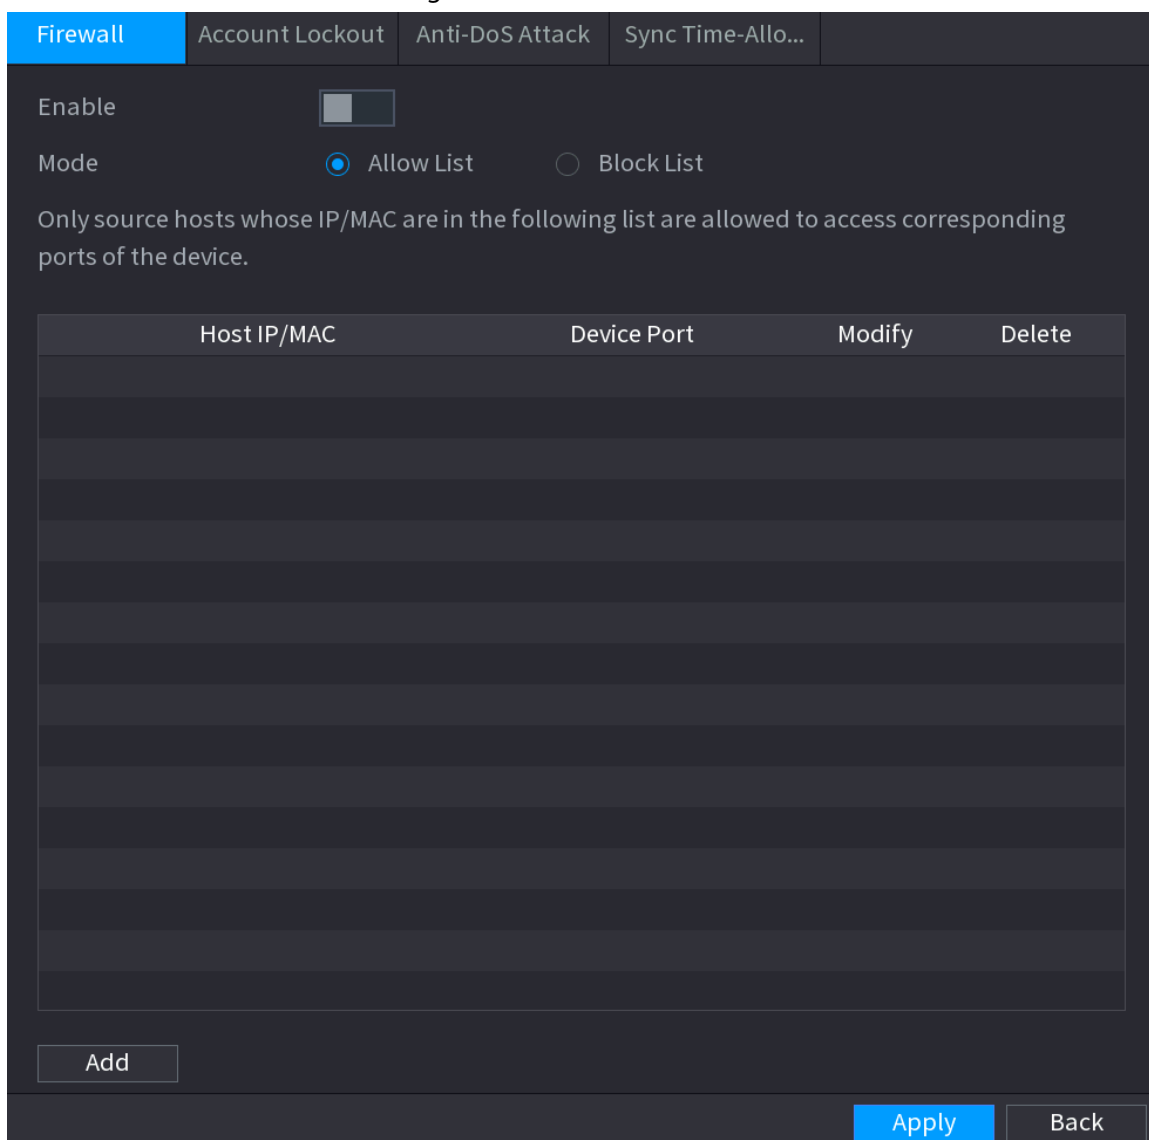 Firewall Account Lockout Anti-DoS Attack Sync Time-Allo...
Enable
Mode Allow List Block List
Only source hosts whose IP/MAC are in the following list are allowed to access corresponding
ports of the device.
Host IP/MAC Device Port Modify Delete
Add
Apply Back